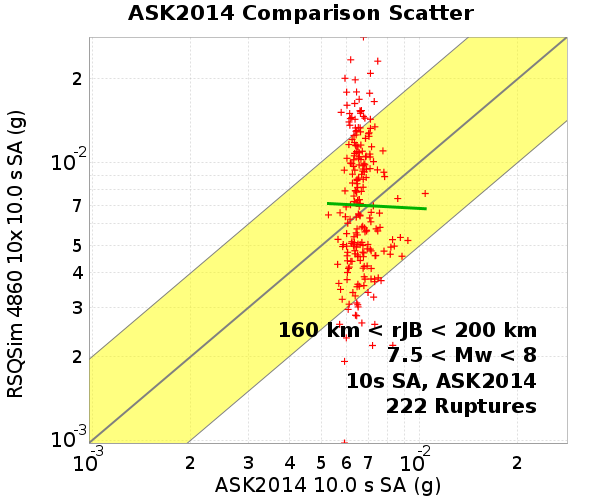 ASK2014 Comparison Scatter
RSQSim 4860 10x 10.0 s SA (g)
2
10-2
7
5
4
3
2
10-3
160 km < rJB < 200 km
7.5 < Mw < 8
10s SA, ASK2014
222 Ruptures
10-3 2 3 4 5 6 7 10-2 2
ASK2014 10.0 s SA (g)